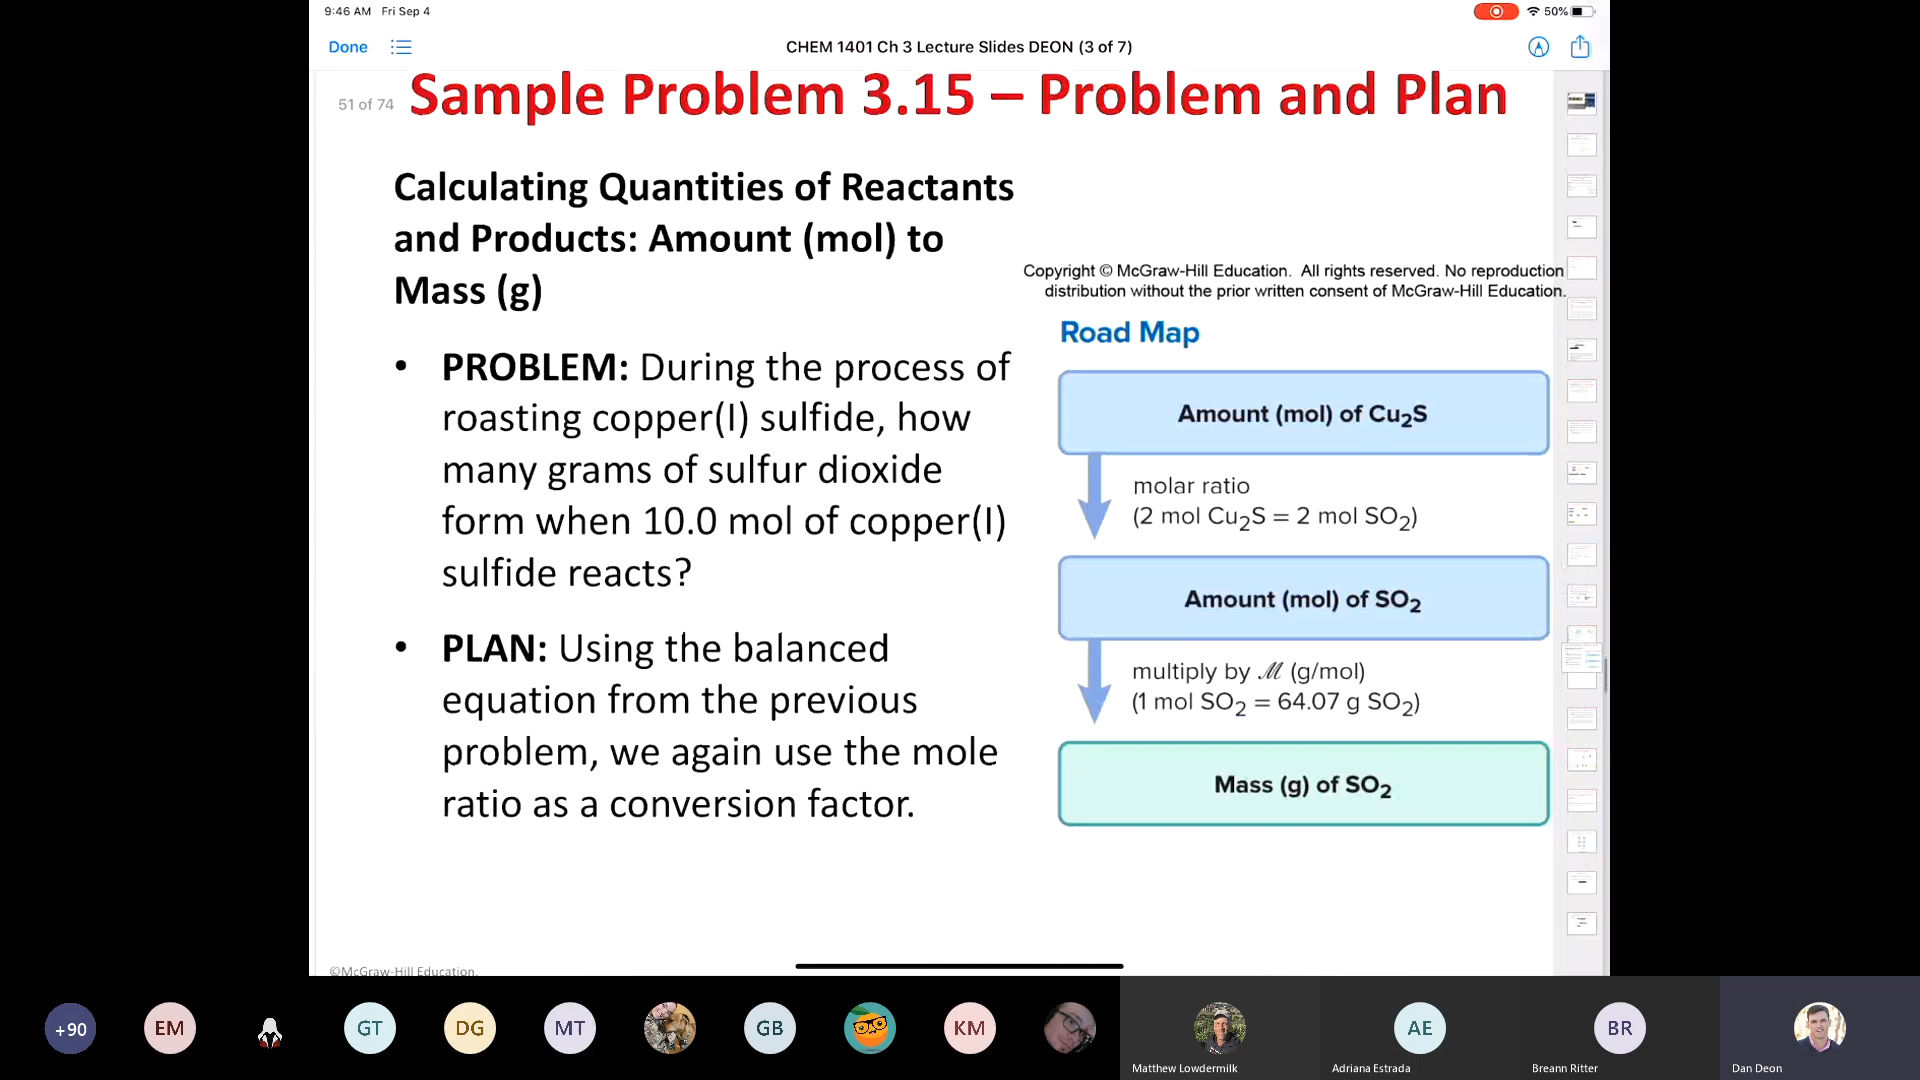 9:46 AM Fri Sep 4
50%
Done
CHEM 1401 Ch 3 Lecture Slides DEON (3 of 7)
51 of 74
Sample Problem 3.15 – Problem and Plan
Calculating Quantities of Reactants
and Products: Amount (mol) to
Mass (g)
• PROBLEM: During the process of
roasting copper(I) sulfide, how
many grams of sulfur dioxide
form when 10.0 mol of copper(I)
sulfide reacts?
• PLAN: Using the balanced
equation from the previous
problem, we again use the mole
ratio as a conversion factor.
Copyright © McGraw-Hill Education. All rights reserved. No reproduction
distribution without the prior written consent of McGraw-Hill Education.
Road Map
Amount (mol) of Cu₂S
molar ratio
(2 mol Cu₂S = 2 mol SO₂)
Amount (mol) of SO₂
multiply by ℳ (g/mol)
(1 mol SO₂ = 64.07 g SO₂)
Mass (g) of SO₂
©McGraw-Hill Education.
+90
EM
GT
DG
MT
GB
KM
Matthew Lowdermilk
AE
Adriana Estrada
BR
Breann Ritter
Dan Deon